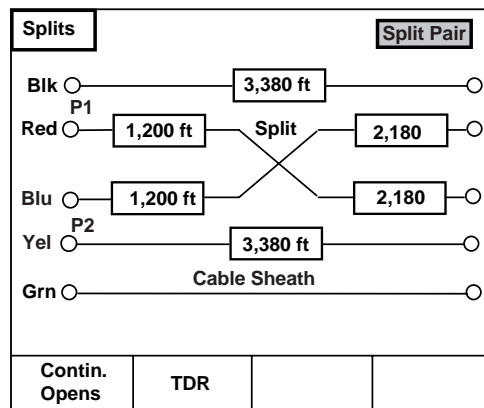 Splits
Split Pair
Blk
3,380 ft
P1
Red
1,200 ft
Split
2,180
Blu
1,200 ft
2,180
P2
Yel
3,380 ft
Cable Sheath
Grn
Contin.
Opens
TDR